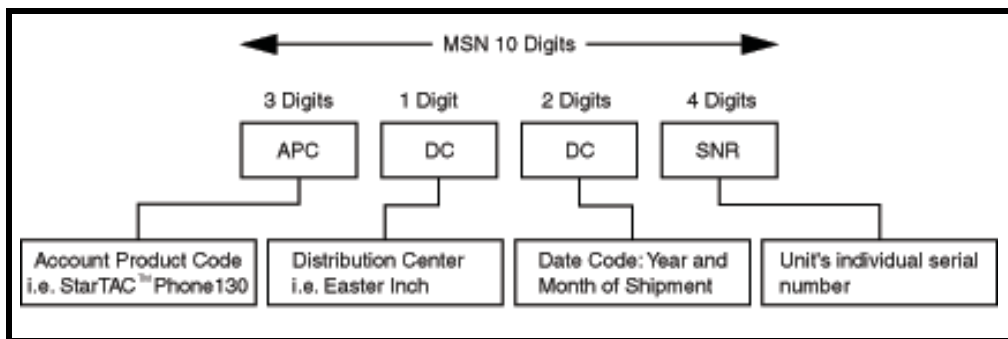 MSN 10 Digits
3 Digits 1 Digit 2 Digits 4 Digits
APC DC DC SNR
Account Product Code
i.e. StarTAC™ Phone130
Distribution Center
i.e. Easter Inch
Date Code: Year and
Month of Shipment
Unit's individual serial
number